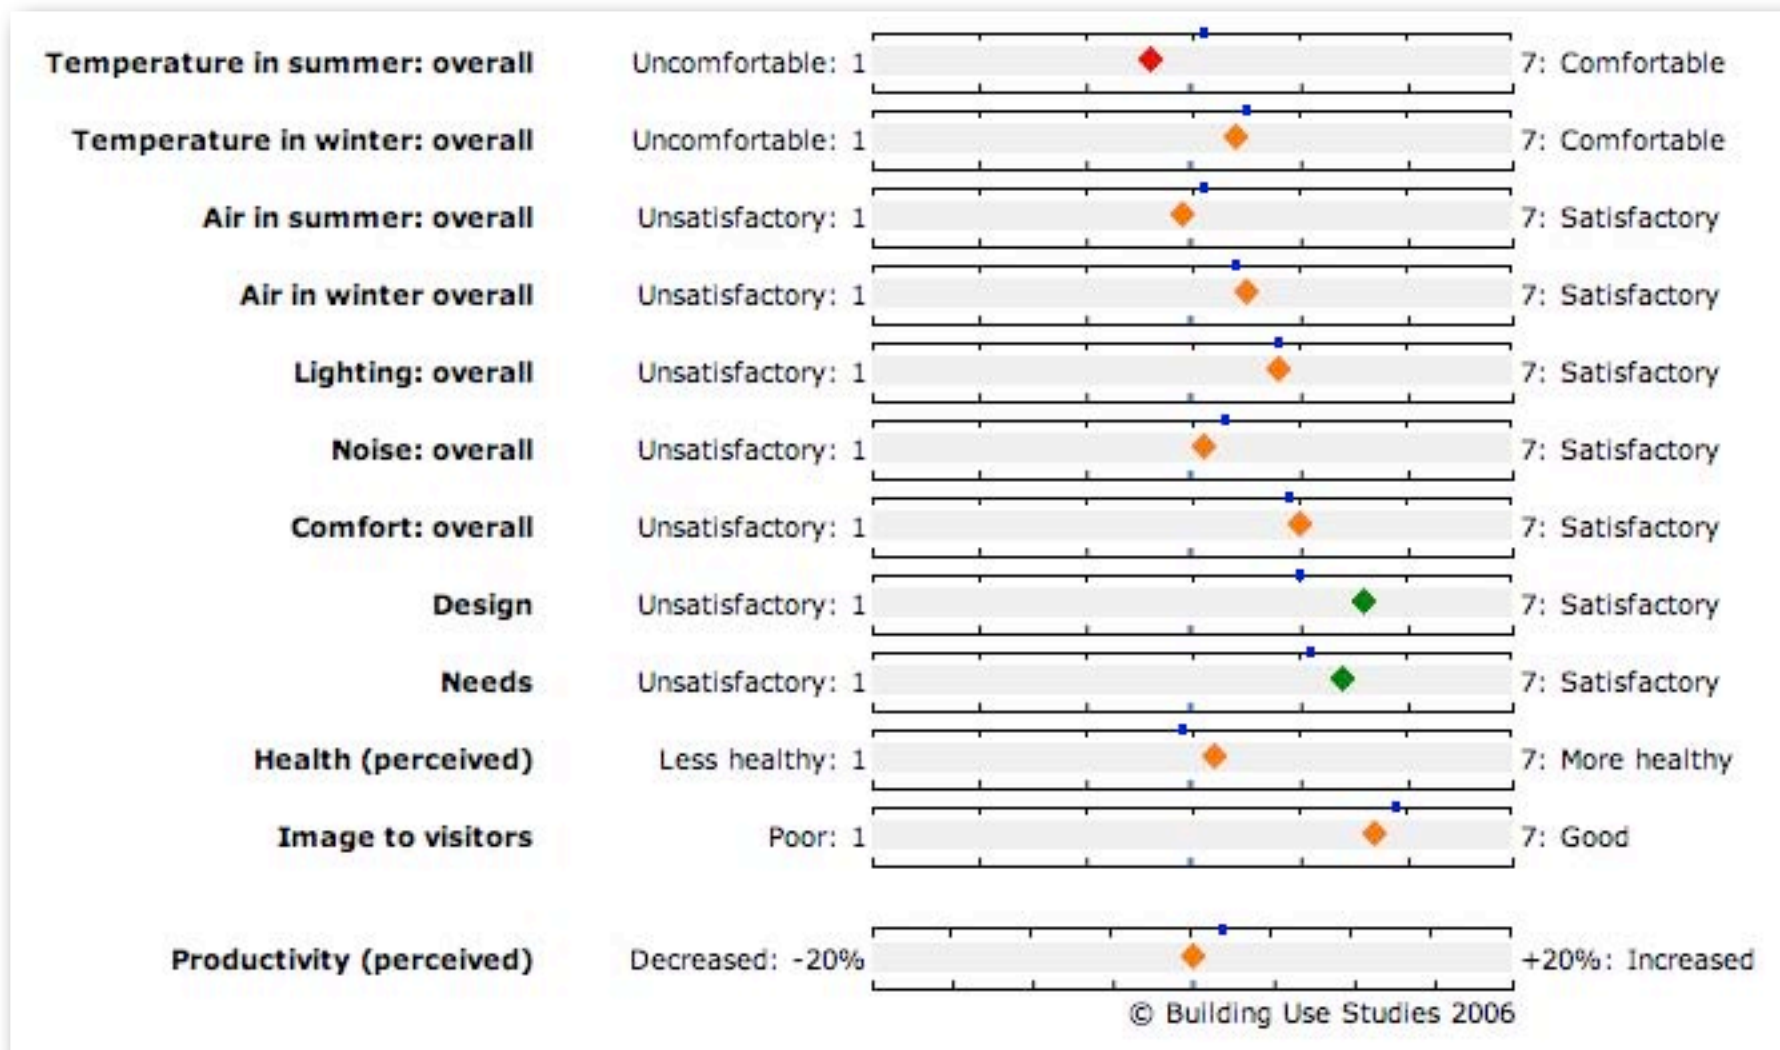 Temperature in summer: overall Uncomfortable: 1 7: Comfortable
Temperature in winter: overall Uncomfortable: 1 7: Comfortable
Air in summer: overall Unsatisfactory: 1 7: Satisfactory
Air in winter overall Unsatisfactory: 1 7: Satisfactory
Lighting: overall Unsatisfactory: 1 7: Satisfactory
Noise: overall Unsatisfactory: 1 7: Satisfactory
Comfort: overall Unsatisfactory: 1 7: Satisfactory
Design Unsatisfactory: 1 7: Satisfactory
Needs Unsatisfactory: 1 7: Satisfactory
Health (perceived) Less healthy: 1 7: More healthy
Image to visitors Poor: 1 7: Good
Productivity (perceived) Decreased: -20% +20%: Increased
© Building Use Studies 2006